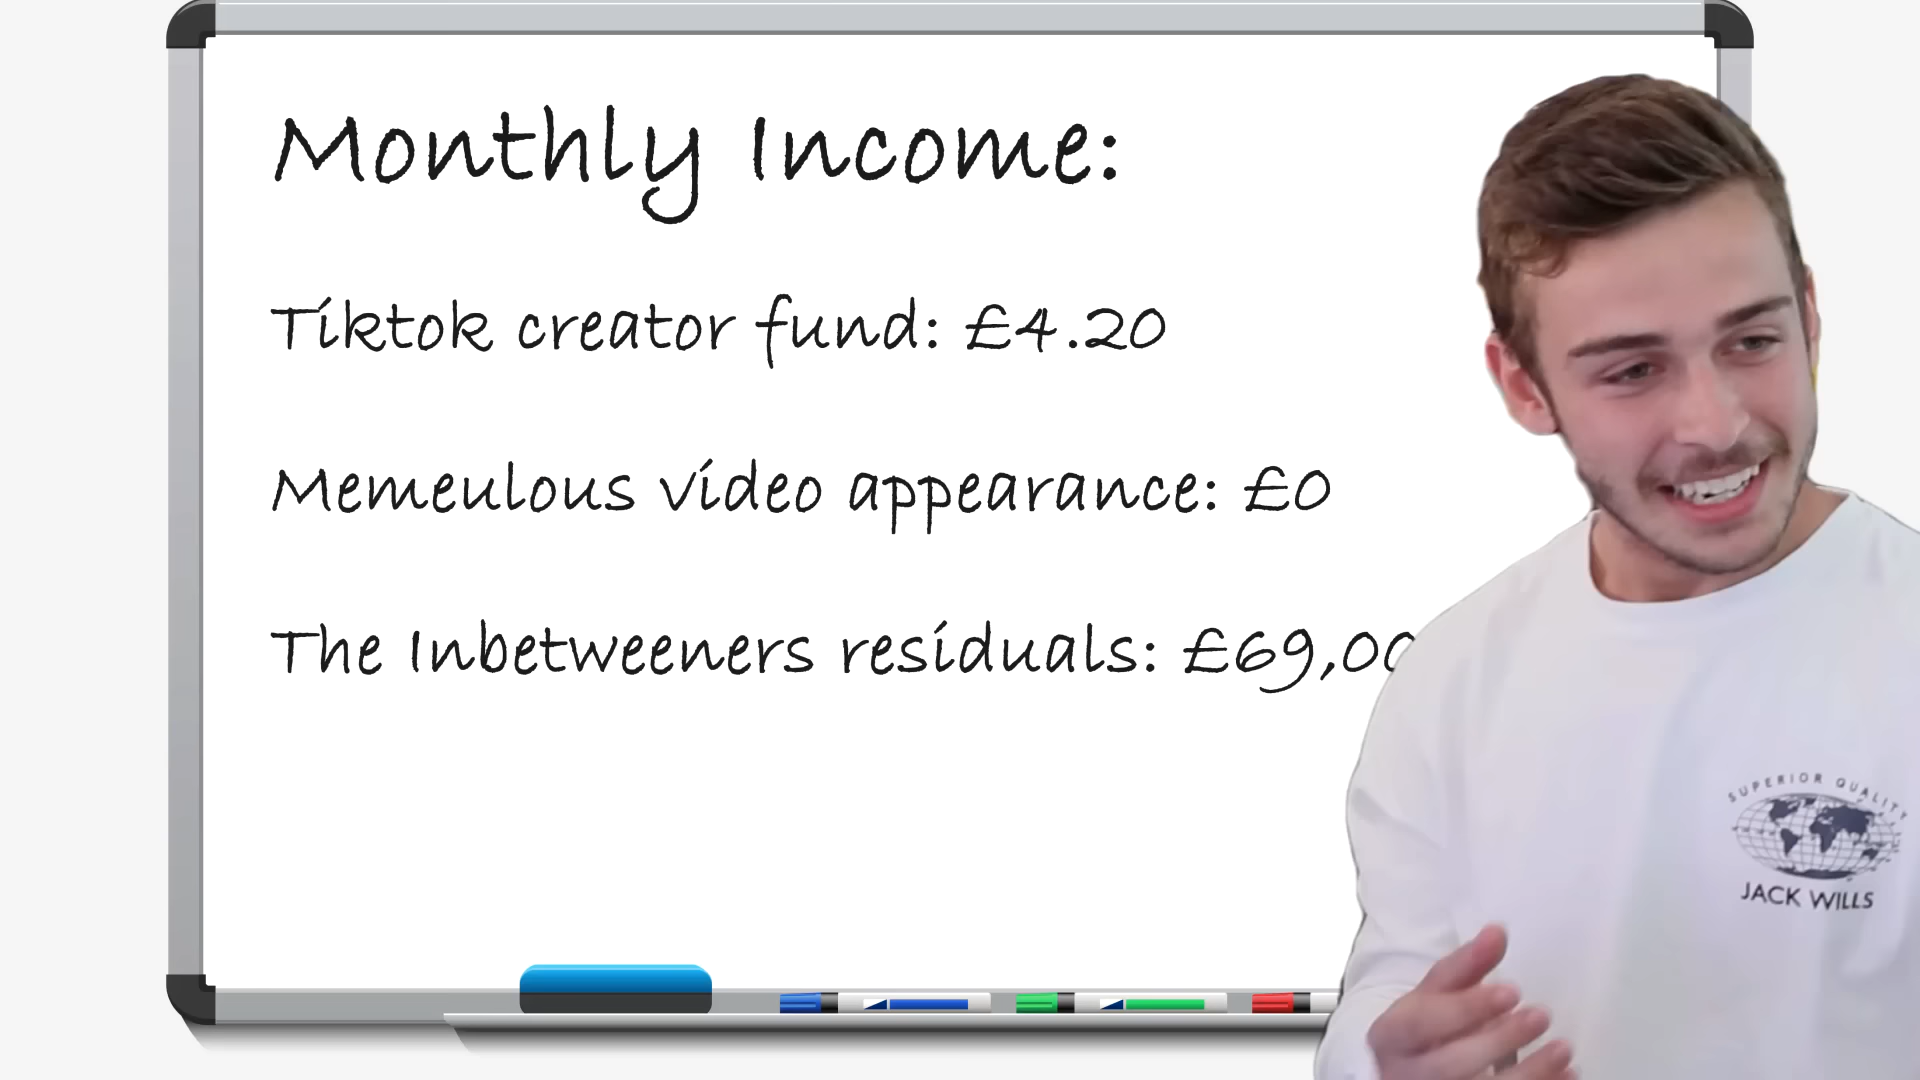 Monthly Income:
Tiktok creator fund: £4.20
Memeulous video appearance: £0
The Inbetweeners residuals: £69,00
SUPERIOR QUALITY
JACK WILLS